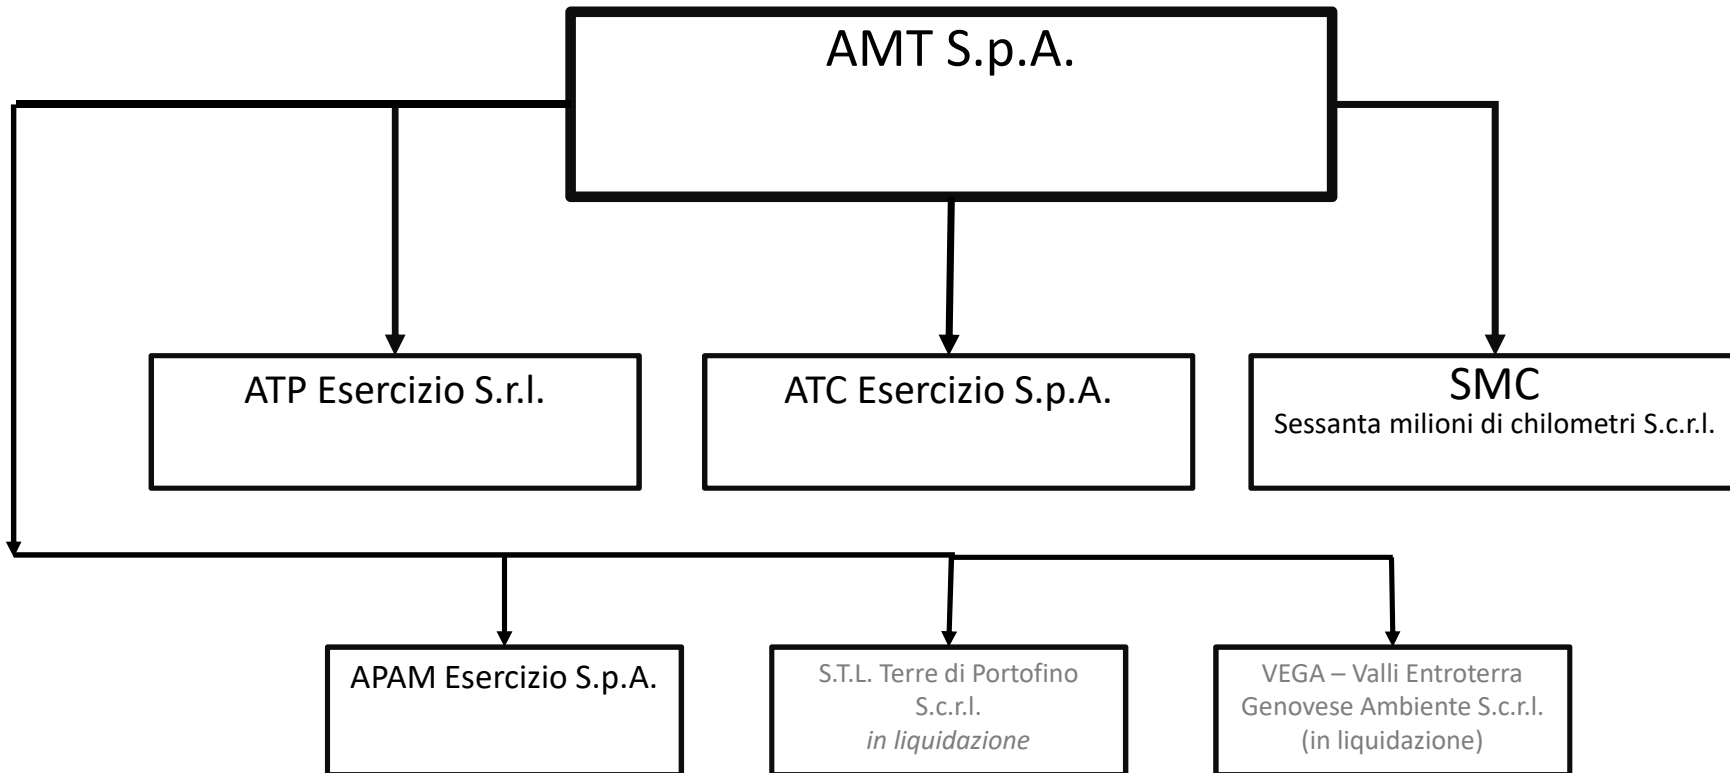 AMT S.p.A.
ATP Esercizio S.r.l.
ATC Esercizio S.p.A.
SMC
Sessanta milioni di chilometri S.c.r.l.
APAM Esercizio S.p.A.
S.T.L. Terre di Portofino
S.c.r.l.
in liquidazione
VEGA – Valli Entroterra
Genovese Ambiente S.c.r.l.
(in liquidazione)